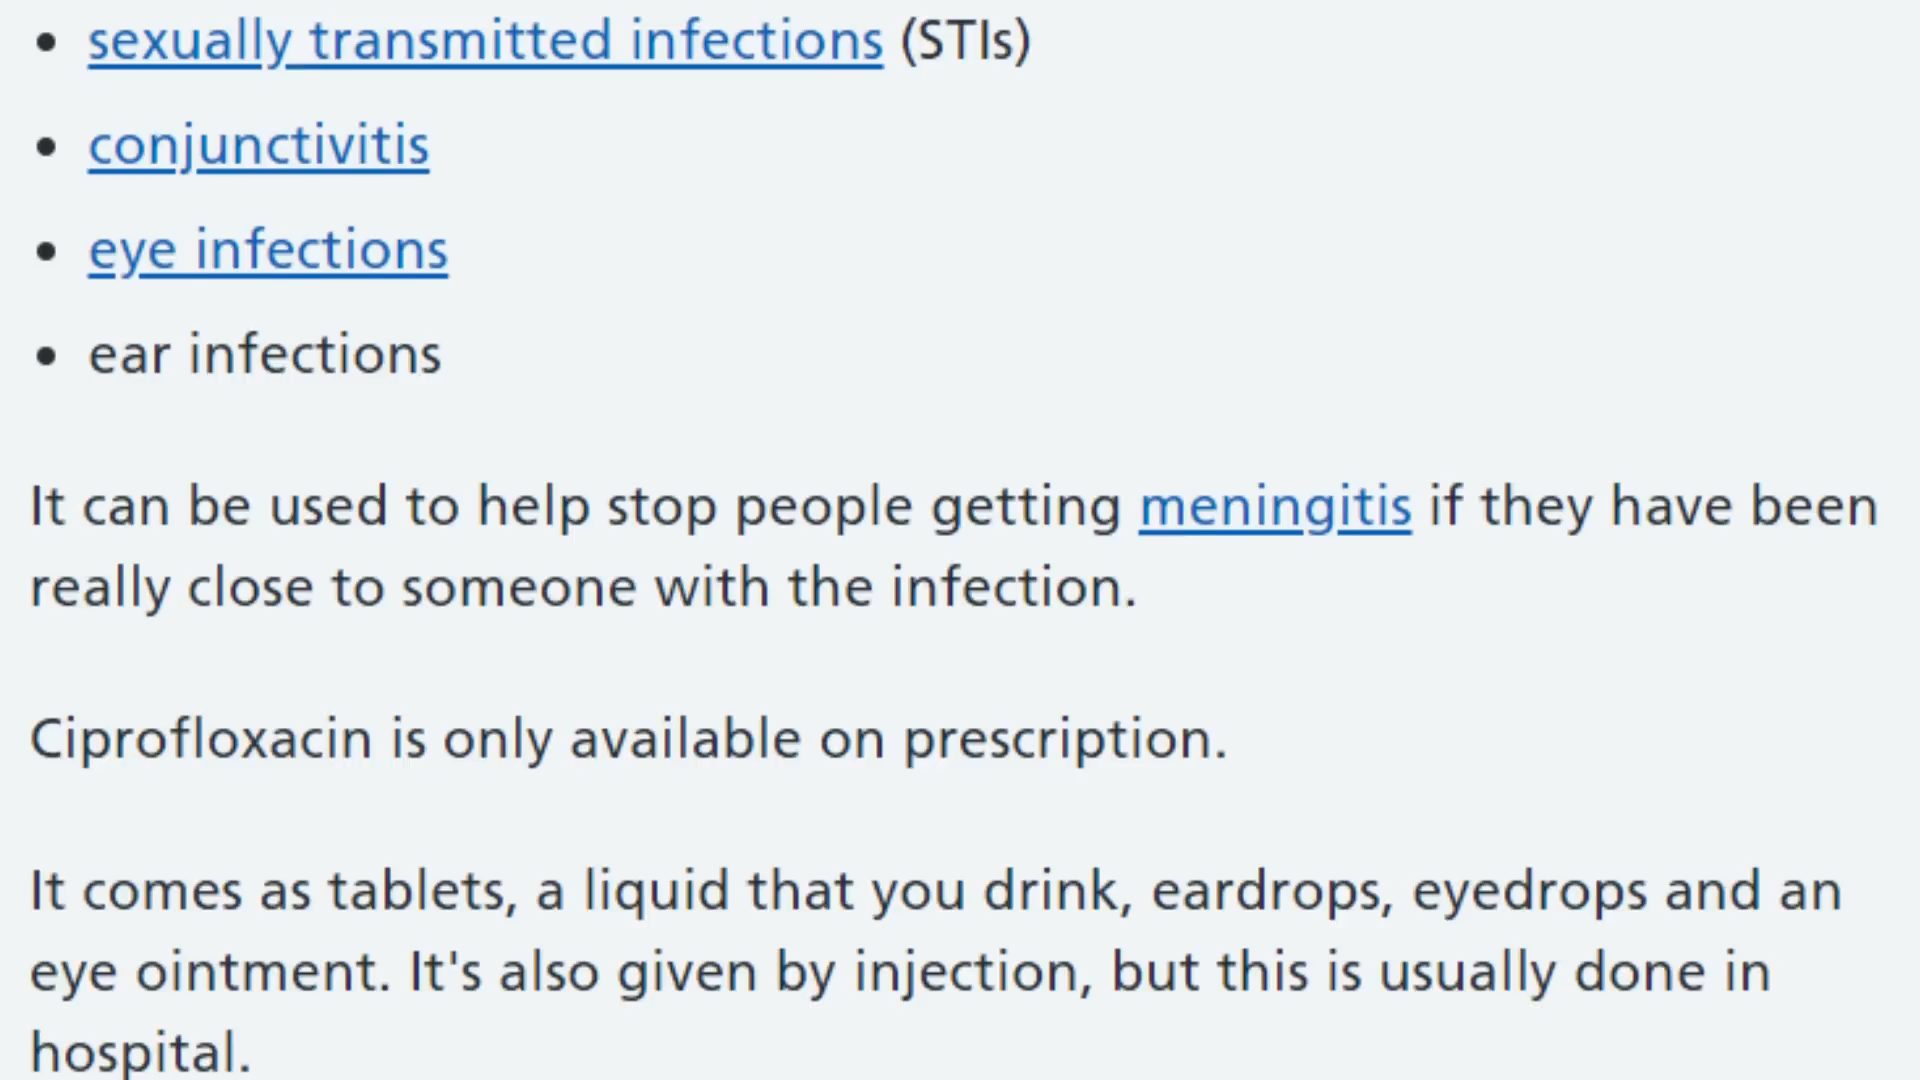 • sexually transmitted infections (STIs)
• conjunctivitis
• eye infections
• ear infections
It can be used to help stop people getting meningitis if they have been
really close to someone with the infection.
Ciprofloxacin is only available on prescription.
It comes as tablets, a liquid that you drink, eardrops, eyedrops and an
eye ointment. It's also given by injection, but this is usually done in
hospital.